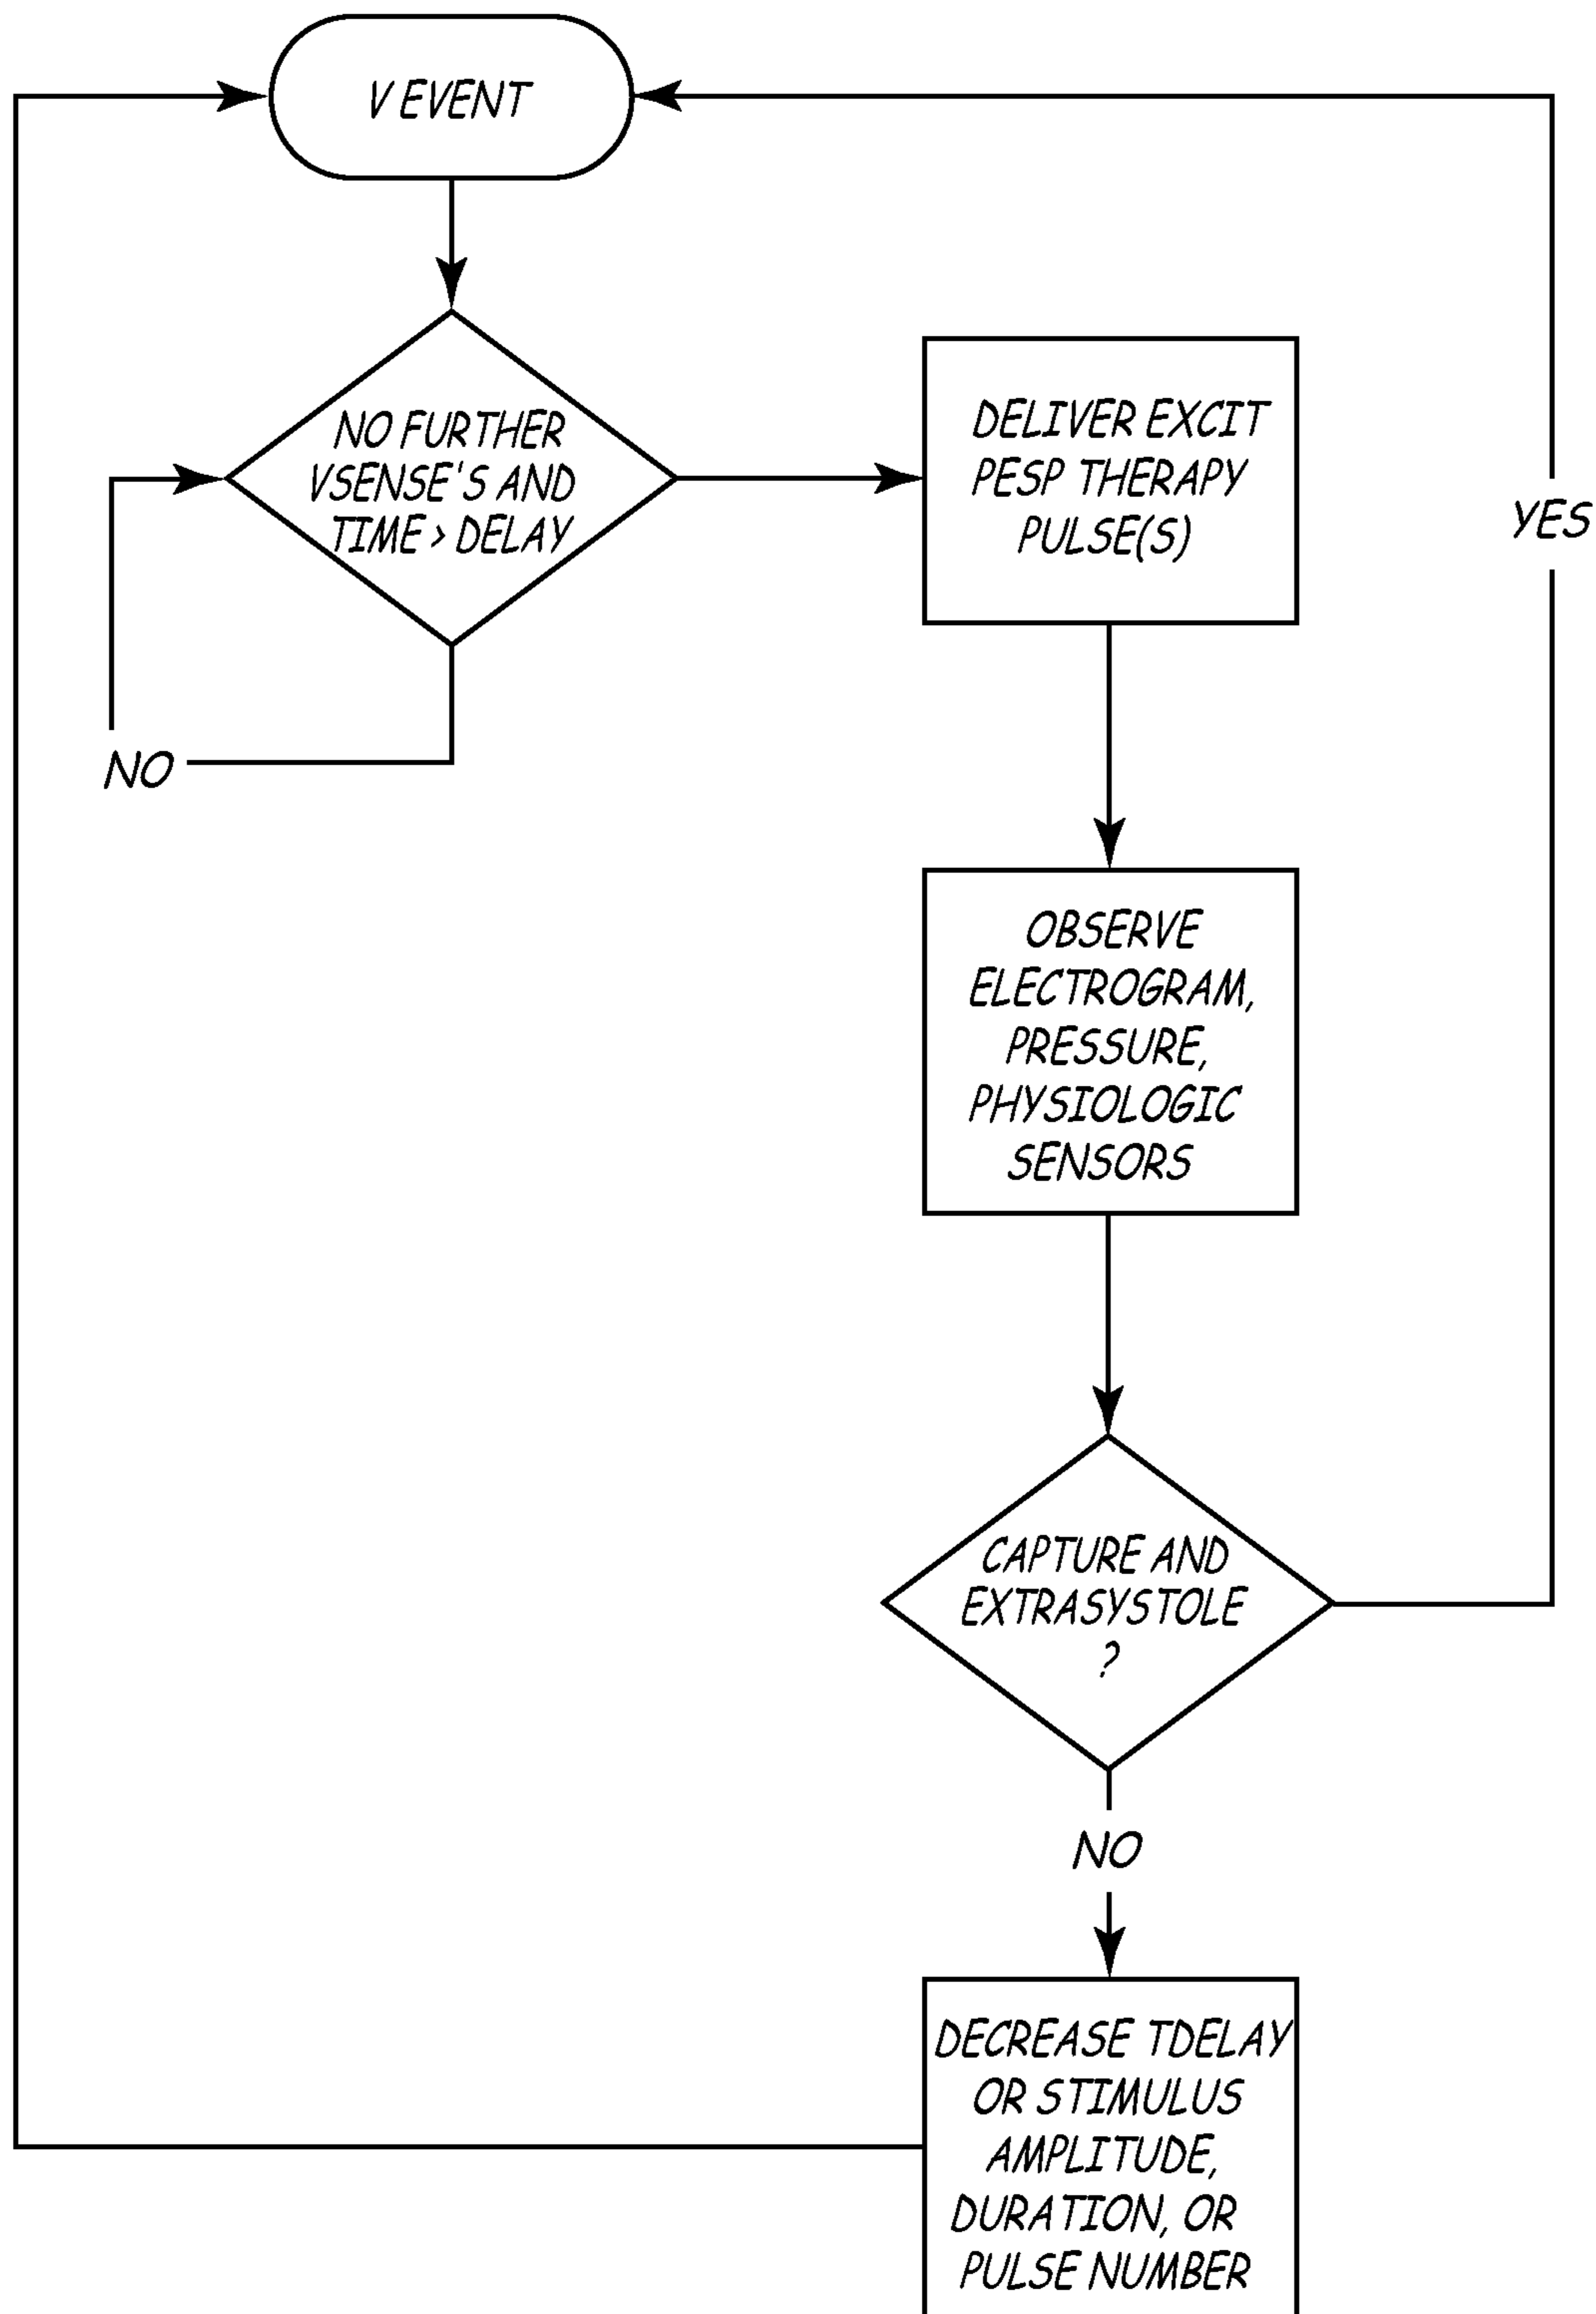 V EVENT
NO FURTHER
VSENSE'S AND
TIME > DELAY
NO
DELIVER EXCIT
PESP THERAPY
PULSE(S)
YES
OBSERVE
ELECTROGRAM,
PRESSURE,
PHYSIOLOGIC
SENSORS
CAPTURE AND
EXTRASYSTOLE
?
NO
DECREASE TDELAY
OR STIMULUS
AMPLITUDE,
DURATION, OR
PULSE NUMBER